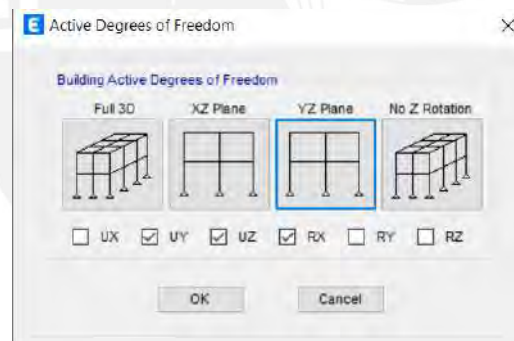 E Active Degrees of Freedom
Building Active Degrees of Freedom
Full 3D XZ Plane YZ Plane No Z Rotation
UX UY UZ RX RY RZ
OK Cancel